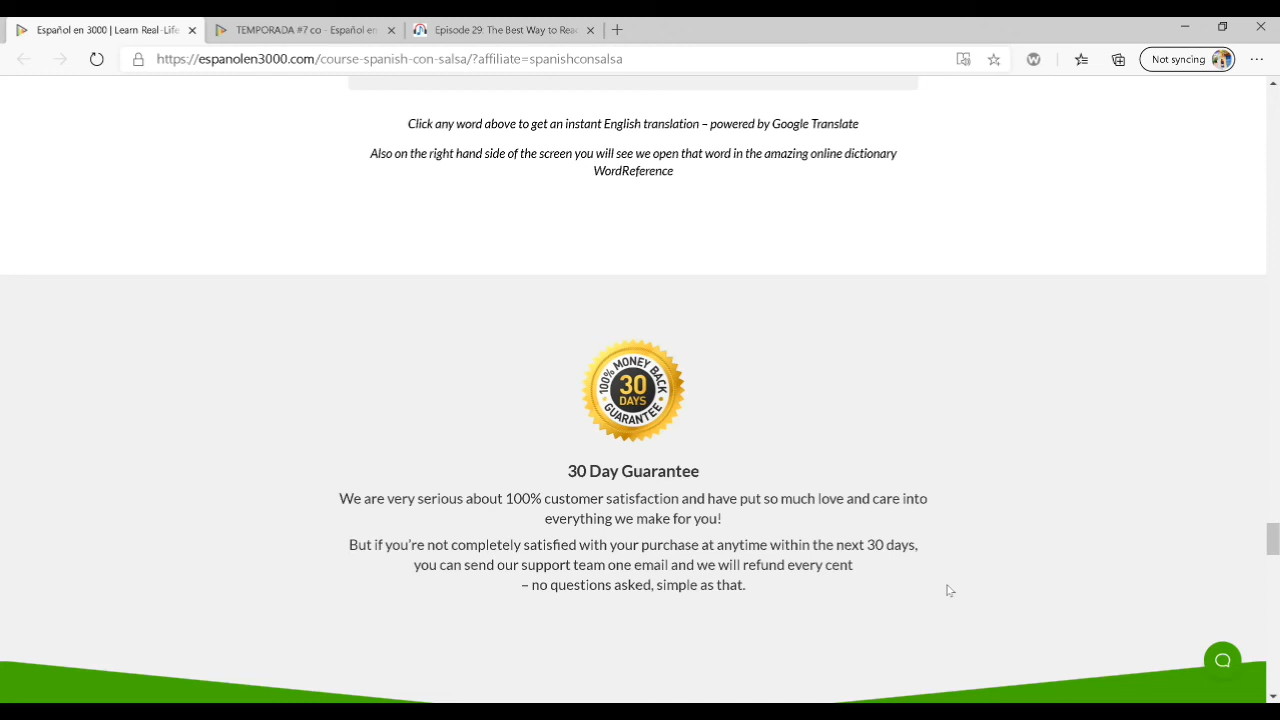 Español en 3000 | Learn Real-Life
TEMPORADA #7 co - Español en
Episode 29: The Best Way to Rea
https://espanolen3000.com/course-spanish-con-salsa/?affiliate=spanishconsalsa
W
Not syncing
Click any word above to get an instant English translation – powered by Google Translate
Also on the right hand side of the screen you will see we open that word in the amazing online dictionary
WordReference
100% MONEY BACK
30
DAYS
GUARANTEE
30 Day Guarantee
We are very serious about 100% customer satisfaction and have put so much love and care into
everything we make for you!
But if you’re not completely satisfied with your purchase at anytime within the next 30 days,
you can send our support team one email and we will refund every cent
– no questions asked, simple as that.